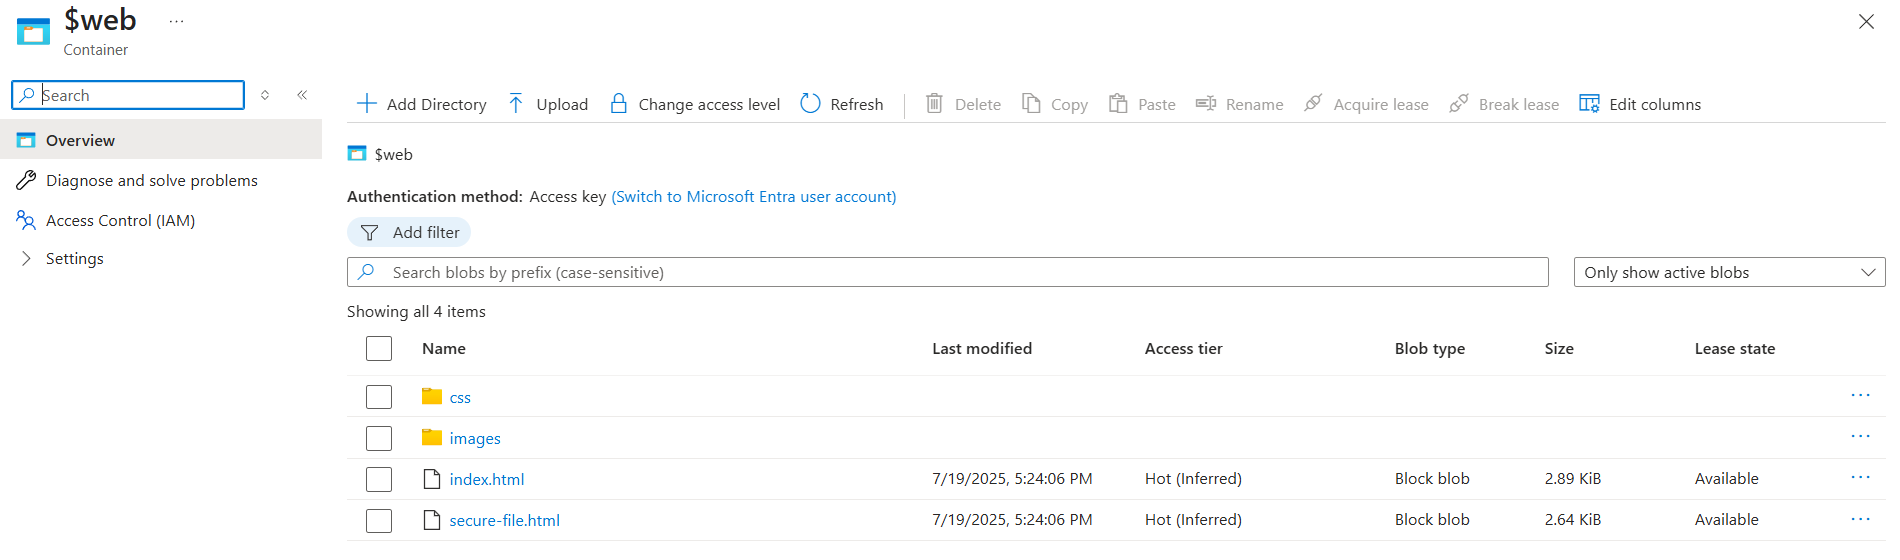 $web ...
Container
Search
Add Directory Upload Change access level Refresh Delete Copy Paste Rename Acquire lease Break lease Edit columns
Overview
Diagnose and solve problems
Access Control (IAM)
Settings
$web
Authentication method: Access key (Switch to Microsoft Entra user account)
Add filter
Search blobs by prefix (case-sensitive) Only show active blobs
Showing all 4 items
Name Last modified Access tier Blob type Size Lease state
css ...
images ...
index.html 7/19/2025, 5:24:06 PM Hot (Inferred) Block blob 2.89 KiB Available ...
secure-file.html 7/19/2025, 5:24:06 PM Hot (Inferred) Block blob 2.64 KiB Available ...